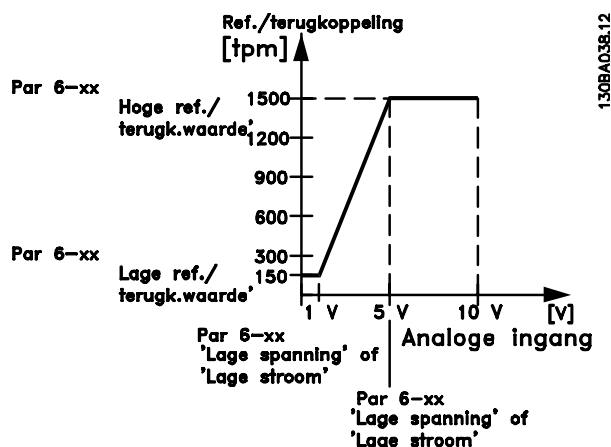 Ref./terugkoppeling
[tpm]
130BA038.12
Par 6-xx
Hoge ref./
terugk.waarde'
1500
1200
900
600
300
150
Par 6-xx
Lage ref./
terugk.waarde'
1 V
5 V
10 V
[V]
Analoge ingang
Par 6-xx
'Lage spanning' of
'Lage stroom'
Par 6-xx
'Lage spanning' of
'Lage stroom'